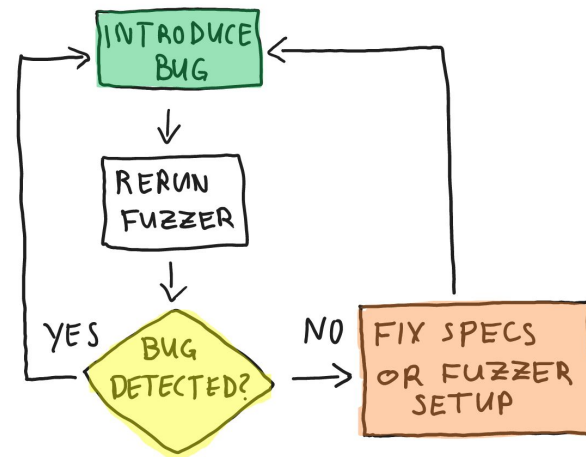 INTRODUCE
BUG
RERUN
FUZZER
YES
BUG
DETECTED?
NO
FIX SPECS
OR FUZZER
SETUP